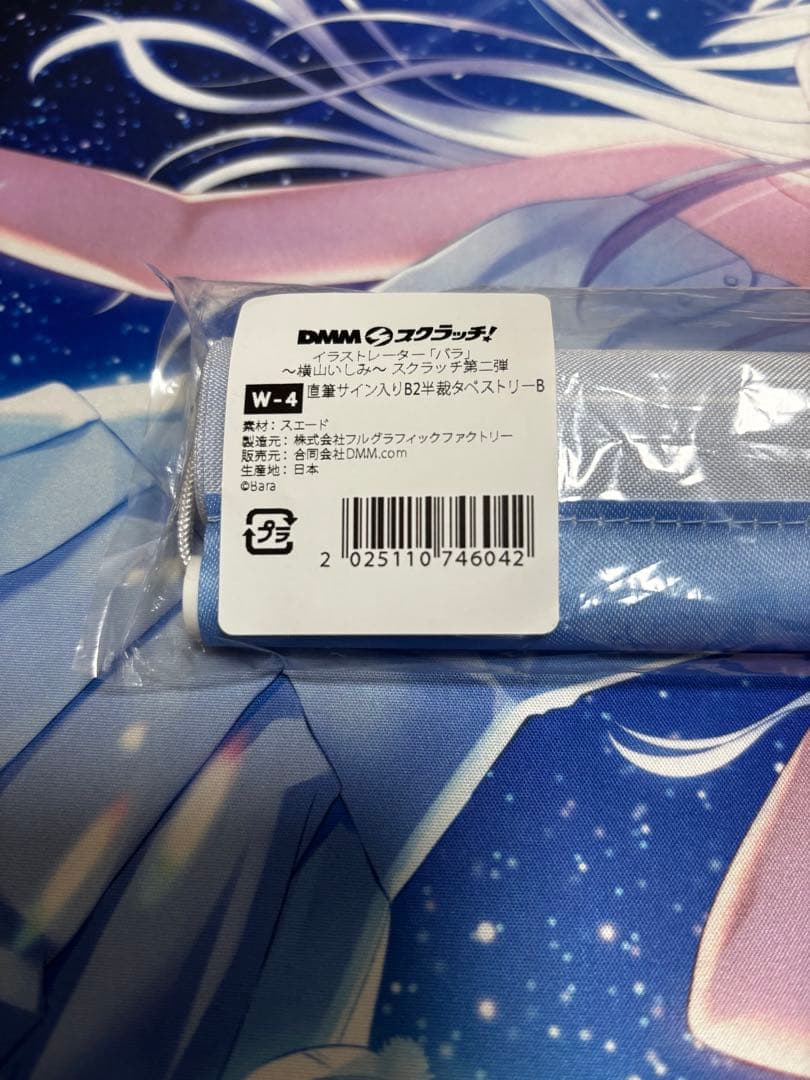 DMMスクラッチ!
イラストレーター「バラ」
～横山いしみ～ スクラッチ第二弾
W-4 直筆サイン入りB2半裁タペストリーB
素材：スエード
製造元：株式会社フルグラフィックファクトリー
販売元：合同会社DMM.com
生産地：日本
©Bara
プラ
2 025110 746042